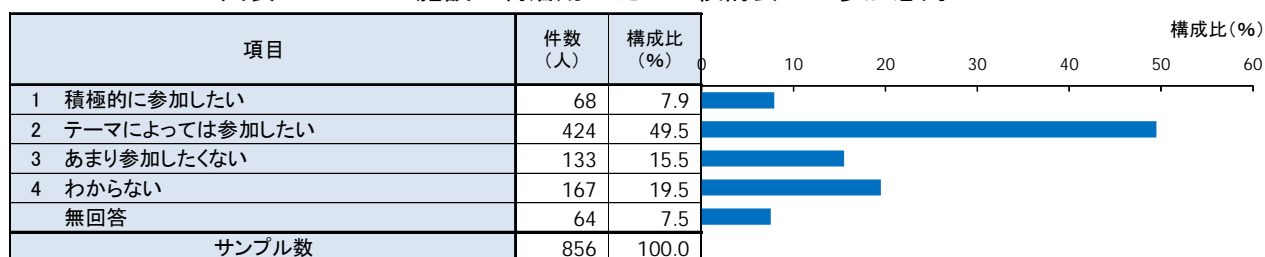 項目 件数（人） 構成比（%） 構成比（%）
0 10 20 30 40 50 60
1 積極的に参加したい 68 7.9
2 テーマによっては参加したい 424 49.5
3 あまり参加したくない 133 15.5
4 わからない 167 19.5
無回答 64 7.5
サンプル数 856 100.0